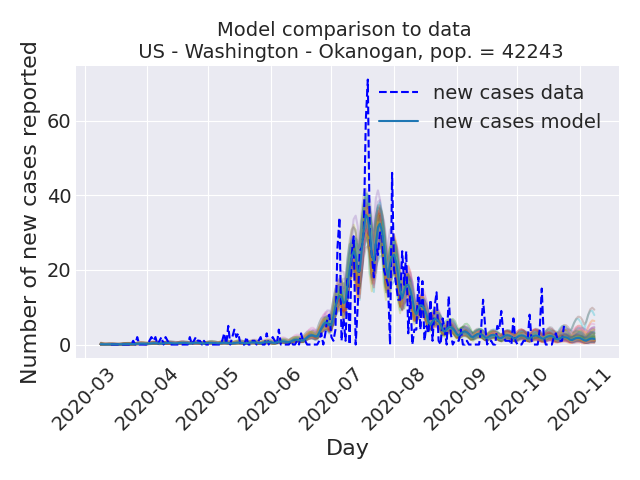 Model comparison to data
US - Washington - Okanogan, pop. = 42243
Number of new cases reported
60
40
20
0
new cases data
new cases model
2020-03
2020-04
2020-05
2020-06
2020-07
2020-08
2020-09
2020-10
2020-11
Day